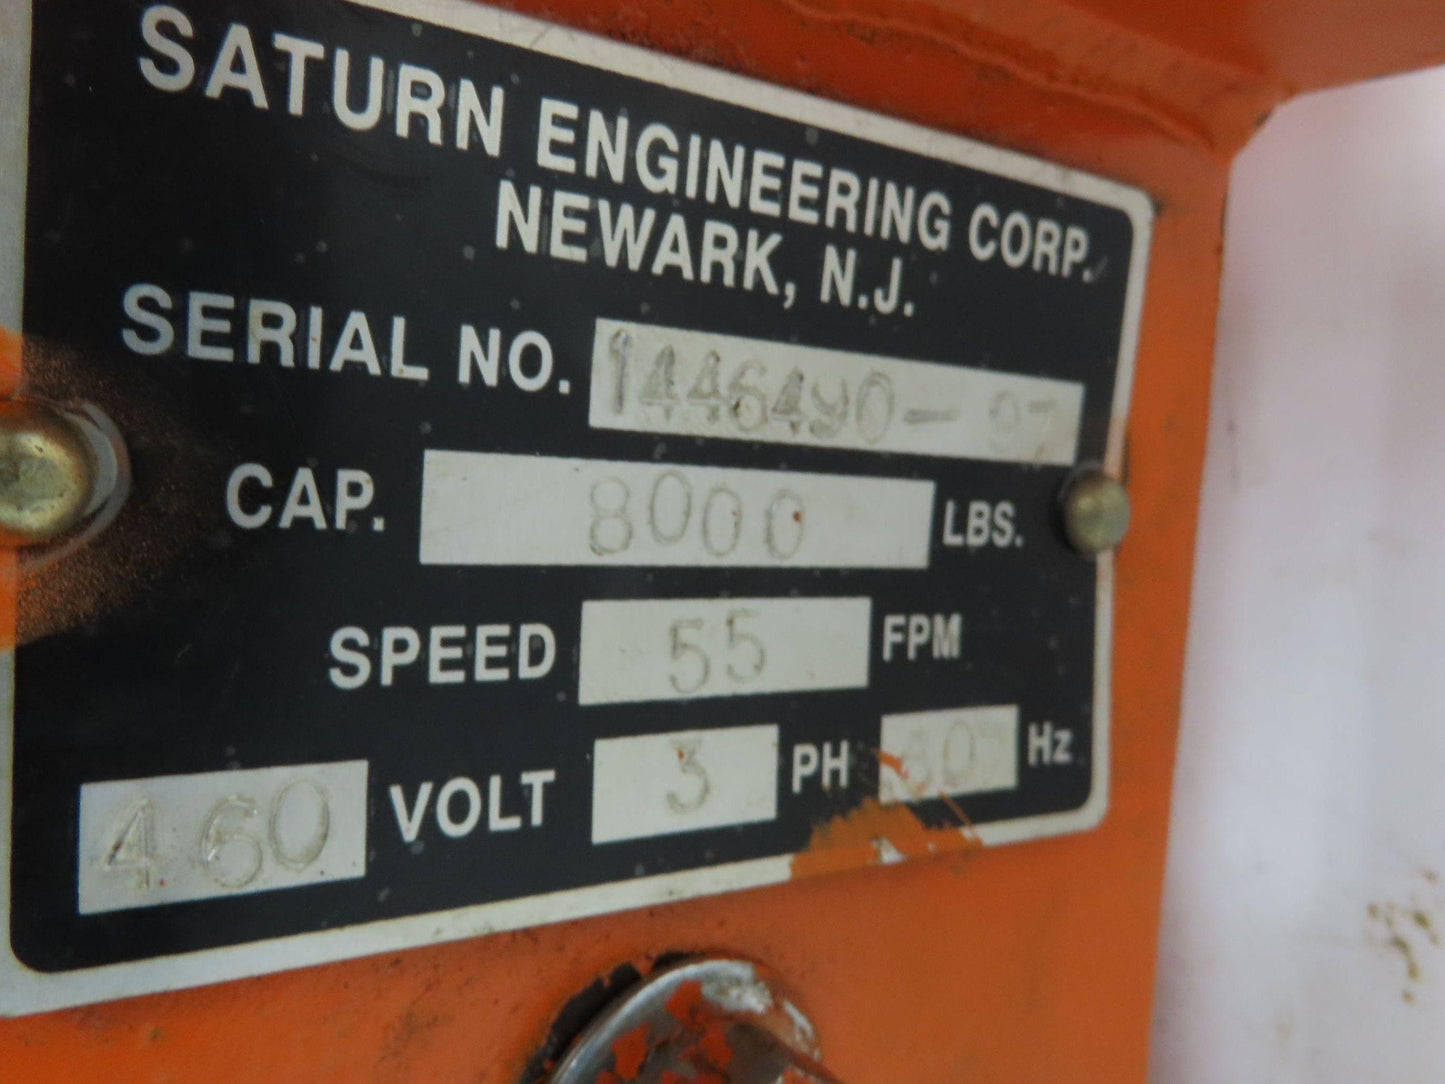 SATURN ENGINEERING CORP.
NEWARK, N.J.
SERIAL NO. 1446490-97
CAP. 8000 LBS.
SPEED 55 FPM
460 VOLT 3 PH 60 Hz